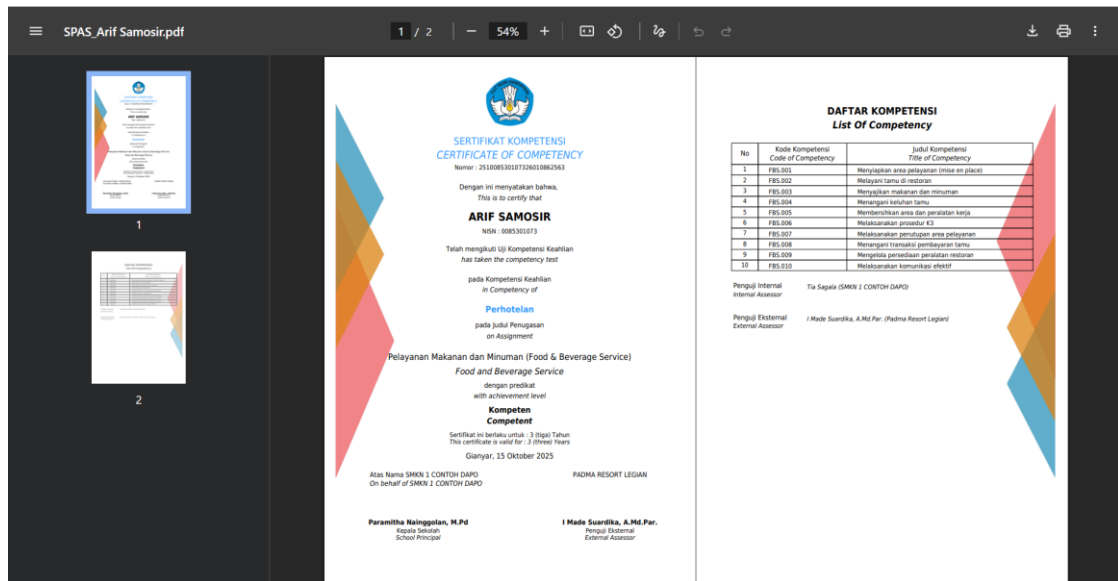 SPAS_Arif Samosir.pdf
1 / 2
54%
1
2
SERTIFIKAT KOMPETENSI
CERTIFICATE OF COMPETENCY
Nomor : 251008530107326010862563
Dengan ini menyatakan bahwa,
This is to certify that
ARIF SAMOSIR
NISN : 0085301073
Telah mengikuti Uji Kompetensi Keahlian
has taken the competency test
pada Kompetensi Keahlian
in Competency of
Perhotelan
pada Judul Penugasan
on Assignment
Pelayanan Makanan dan Minuman (Food & Beverage Service)
Food and Beverage Service
dengan predikat
with achievement level
Kompeten
Competent
Sertifikat ini berlaku untuk : 3 (tiga) Tahun
This certificate is valid for : 3 (three) Years
Gianyar, 15 Oktober 2025
Atas Nama SMKN 1 CONTOH DAPO
On behalf of SMKN 1 CONTOH DAPO
PADMA RESORT LEGIAN
Paramitha Nainggolan, M.Pd
Kepala Sekolah
School Principal
I Made Suardika, A.Md.Par.
Penguji Eksternal
External Assessor
DAFTAR KOMPETENSI
List Of Competency
No Kode Kompetensi Judul Kompetensi
Code of Competency Title of Competency
1 FBS.001 Menyiapkan area pelayanan (mise en place)
2 FBS.002 Melayani tamu di restoran
3 FBS.003 Menyajikan makanan dan minuman
4 FBS.004 Menangani keluhan tamu
5 FBS.005 Membersihkan area dan peralatan kerja
6 FBS.006 Melaksanakan prosedur K3
7 FBS.007 Melaksanakan penutupan area pelayanan
8 FBS.008 Menangani transaksi pembayaran tamu
9 FBS.009 Mengelola persediaan peralatan restoran
10 FBS.010 Melaksanakan komunikasi efektif
Penguji Internal Tia Sagala (SMKN 1 CONTOH DAPO)
Internal Assessor
Penguji Eksternal I Made Suardika, A.Md.Par. (Padma Resort Legian)
External Assessor